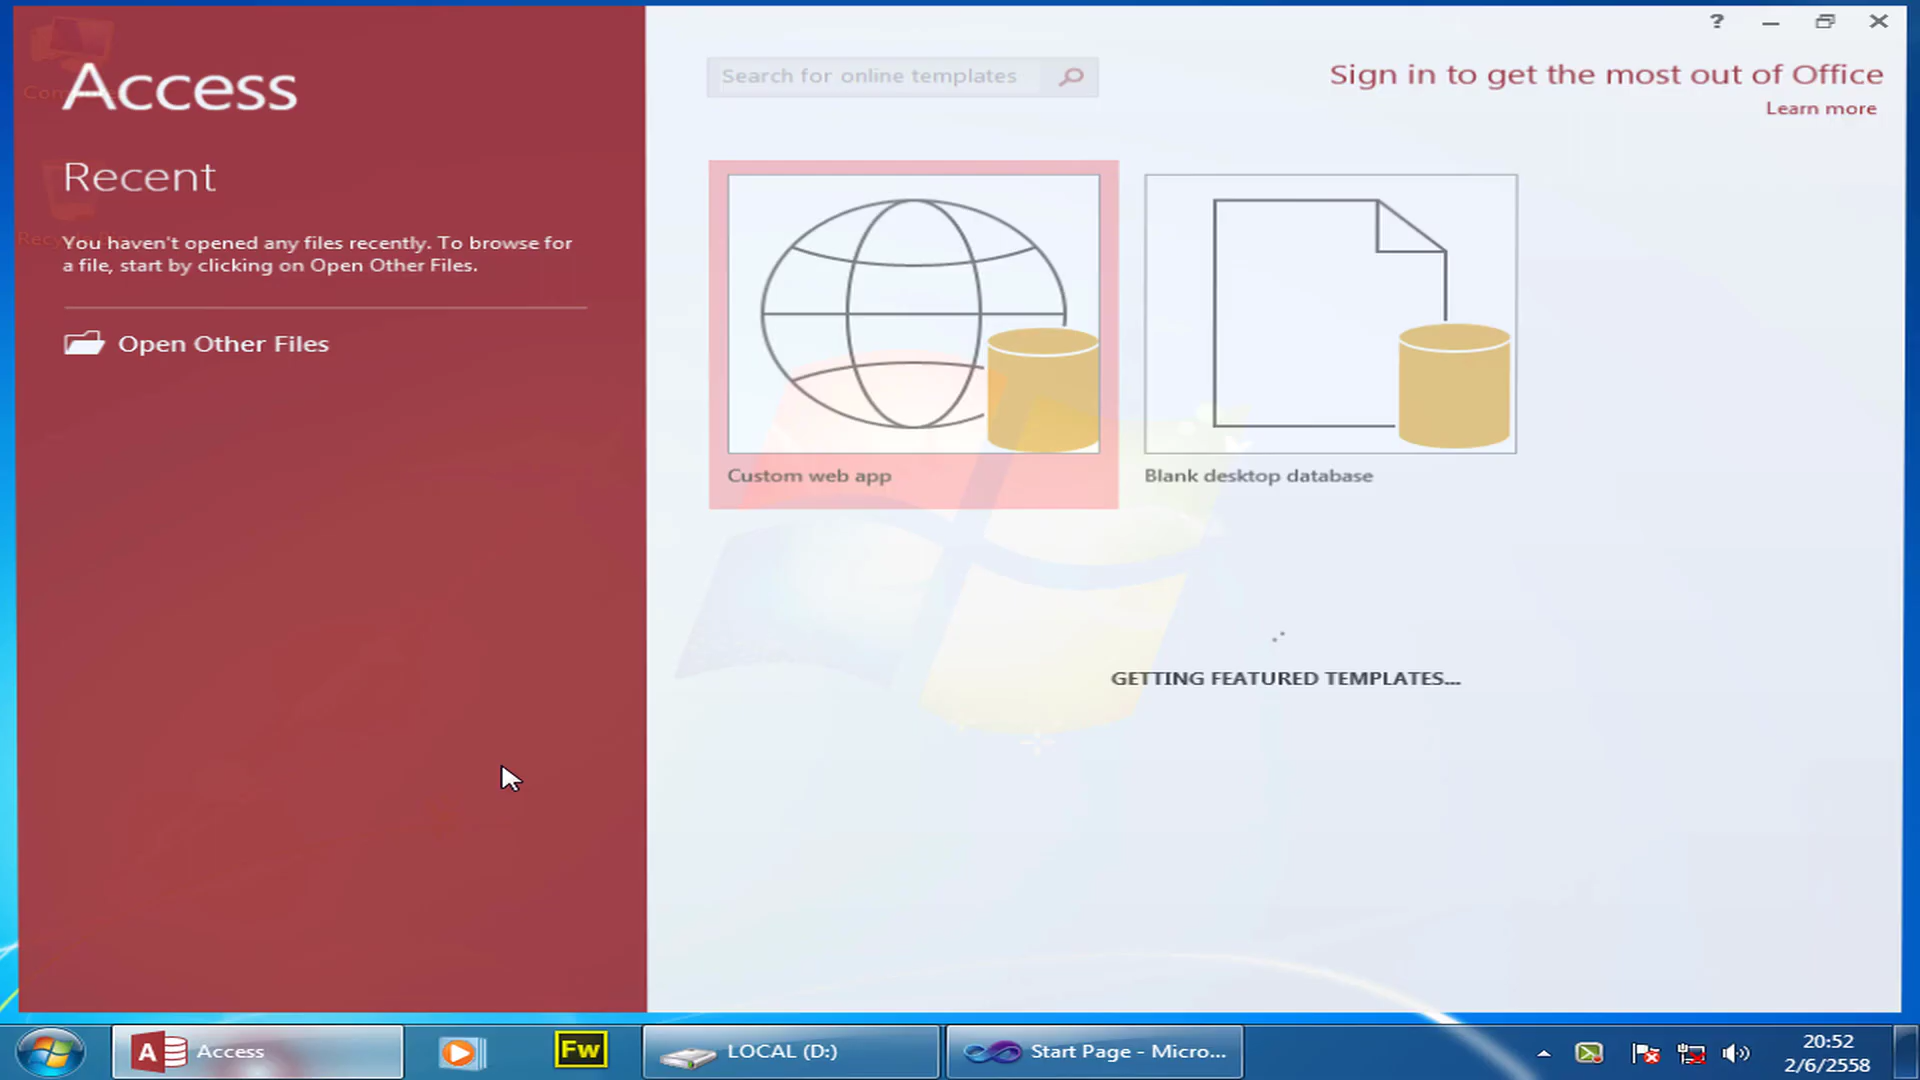 Access
Recent
You haven't opened any files recently. To browse for
a file, start by clicking on Open Other Files.
Open Other Files
Search for online templates
?
Sign in to get the most out of Office
Learn more
Custom web app
Blank desktop database
GETTING FEATURED TEMPLATES...
A Access
Fw
LOCAL (D:)
Start Page - Micro...
20:52
2/6/2558